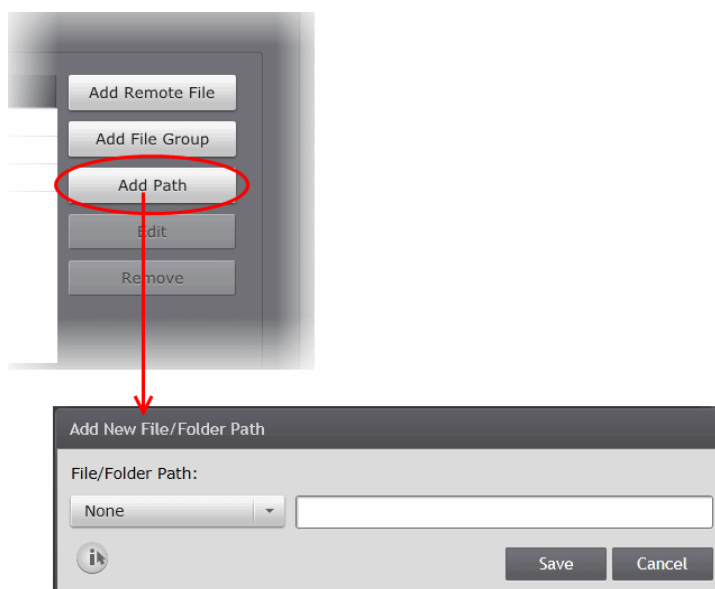 Add Remote File
Add File Group
Add Path
Edit
Remove
Add New File/Folder Path
File/Folder Path:
None
Save Cancel